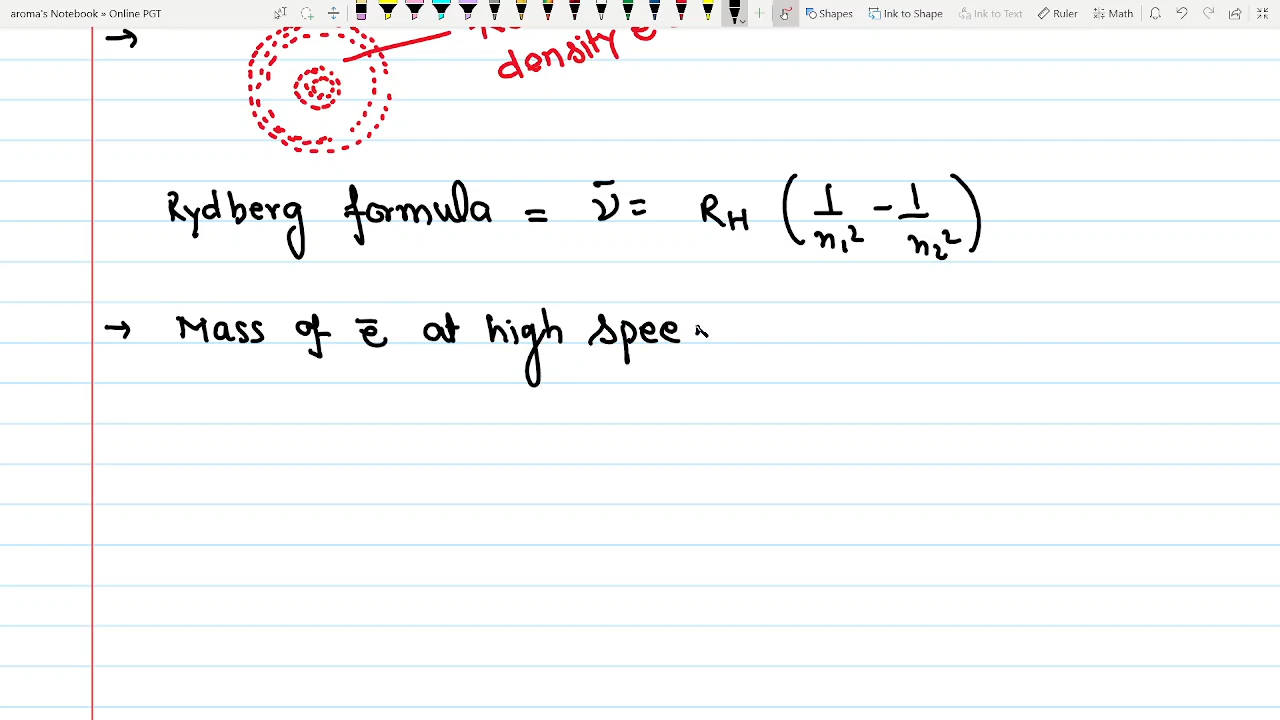 aroma's Notebook » Online PGT
Shapes Ink to Shape Ink to Text Ruler Math
→
density e
Rydberg formula = ν̄ = RH (1/n₁² - 1/n₂²)
→ Mass of ē at high spee